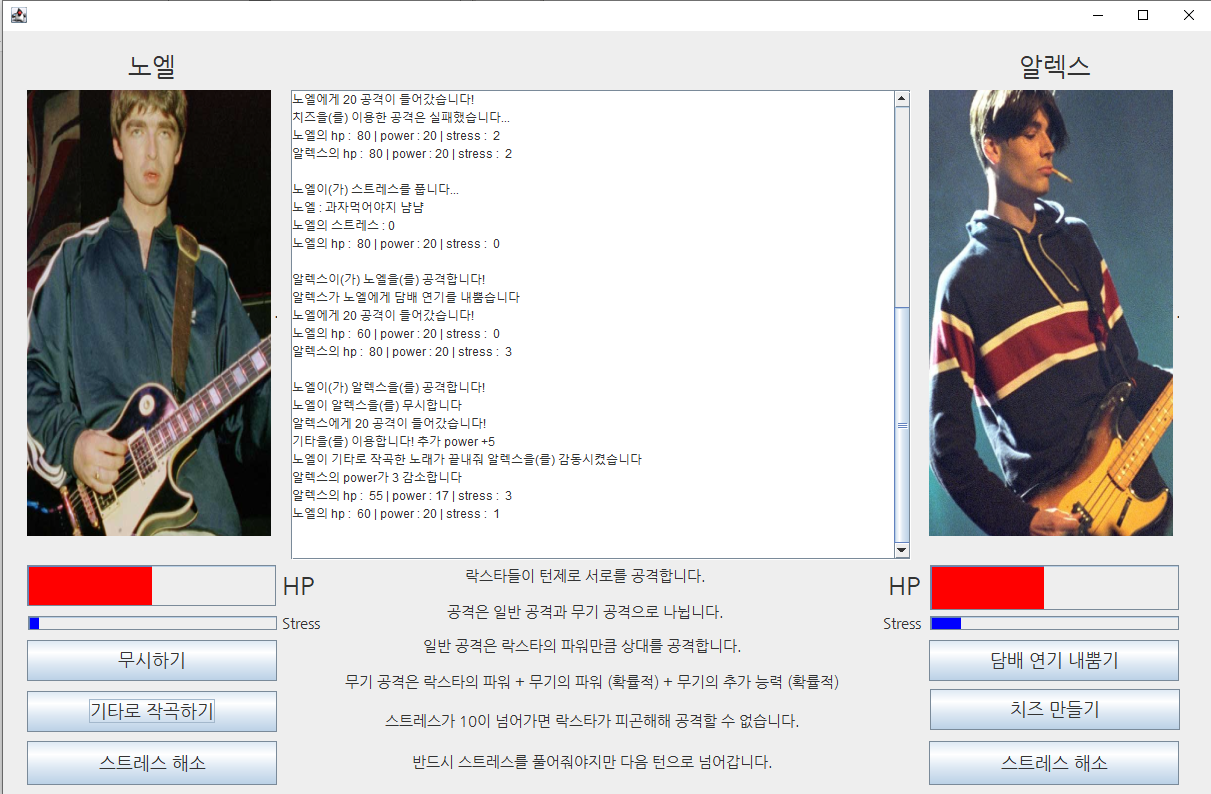 노엘
알렉스
노엘에게 20 공격이 들어갔습니다!
치즈을(를) 이용한 공격은 실패했습니다...
노엘의 hp : 80 | power : 20 | stress : 2
알렉스의 hp : 80 | power : 20 | stress : 2
노엘이(가) 스트레스를 풉니다...
노엘 : 과자먹어야지 냠냠
노엘의 스트레스 : 0
노엘의 hp : 80 | power : 20 | stress : 0
알렉스이(가) 노엘을(를) 공격합니다!
알렉스가 노엘에게 담배 연기를 내뿜습니다
노엘에게 20 공격이 들어갔습니다!
노엘의 hp : 60 | power : 20 | stress : 0
알렉스의 hp : 80 | power : 20 | stress : 3
노엘이(가) 알렉스을(를) 공격합니다!
노엘이 알렉스을(를) 무시합니다
알렉스에게 20 공격이 들어갔습니다!
기타을(를) 이용합니다! 추가 power +5
노엘이 기타로 작곡한 노래가 끝내줘 알렉스을(를) 감동시켰습니다
알렉스의 power가 3 감소합니다
알렉스의 hp : 55 | power : 17 | stress : 3
노엘의 hp : 60 | power : 20 | stress : 1
HP
Stress
무시하기
기타로 작곡하기
스트레스 해소
락스타들이 턴제로 서로를 공격합니다.
공격은 일반 공격과 무기 공격으로 나뉩니다.
일반 공격은 락스타의 파워만큼 상대를 공격합니다.
무기 공격은 락스타의 파워 + 무기의 파워 (확률적) + 무기의 추가 능력 (확률적)
스트레스가 10이 넘어가면 락스타가 피곤해해 공격할 수 없습니다.
반드시 스트레스를 풀어줘야지만 다음 턴으로 넘어갑니다.
HP
Stress
담배 연기 내뿜기
치즈 만들기
스트레스 해소